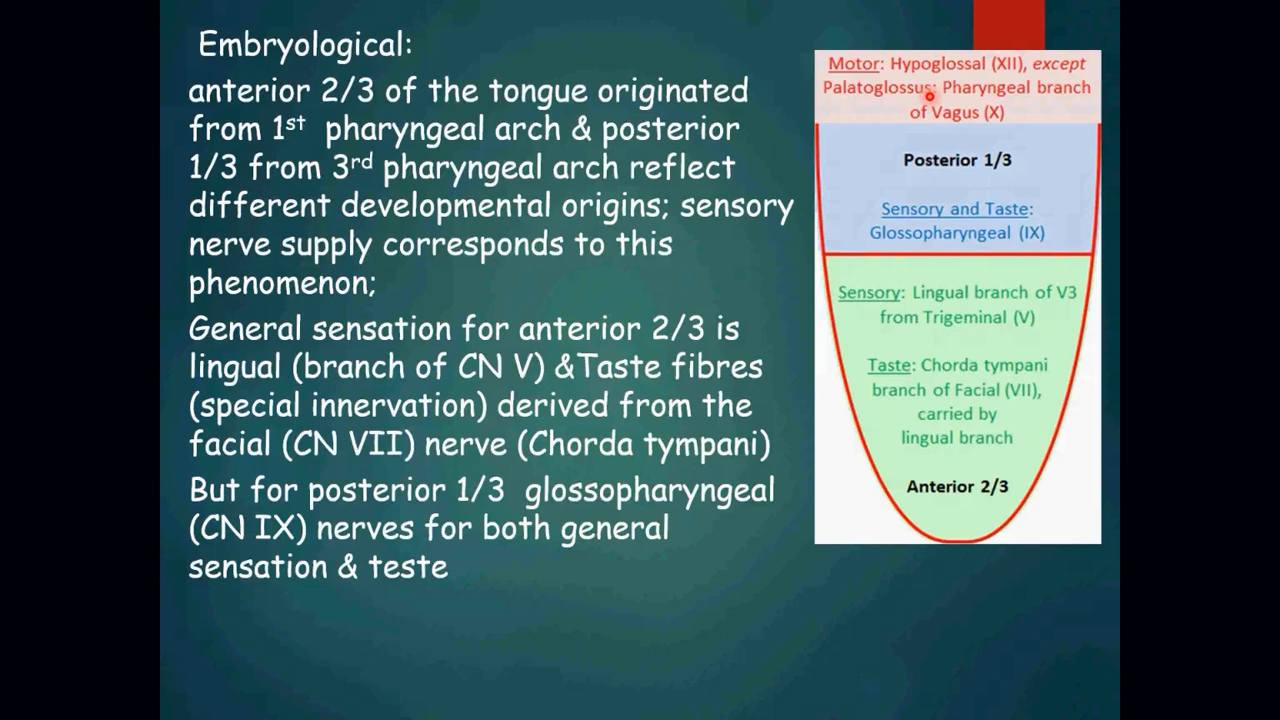 Embryological:
anterior 2/3 of the tongue originated
from 1st pharyngeal arch & posterior
1/3 from 3rd pharyngeal arch reflect
different developmental origins; sensory
nerve supply corresponds to this
phenomenon;
General sensation for anterior 2/3 is
lingual (branch of CN V) &Taste fibres
(special innervation) derived from the
facial (CN VII) nerve (Chorda tympani)
But for posterior 1/3 glossopharyngeal
(CN IX) nerves for both general
sensation & teste
Motor: Hypoglossal (XII), except
Palatoglossus: Pharyngeal branch
of Vagus (X)
Posterior 1/3
Sensory and Taste:
Glossopharyngeal (IX)
Sensory: Lingual branch of V3
from Trigeminal (V)
Taste: Chorda tympani
branch of Facial (VII),
carried by
lingual branch
Anterior 2/3